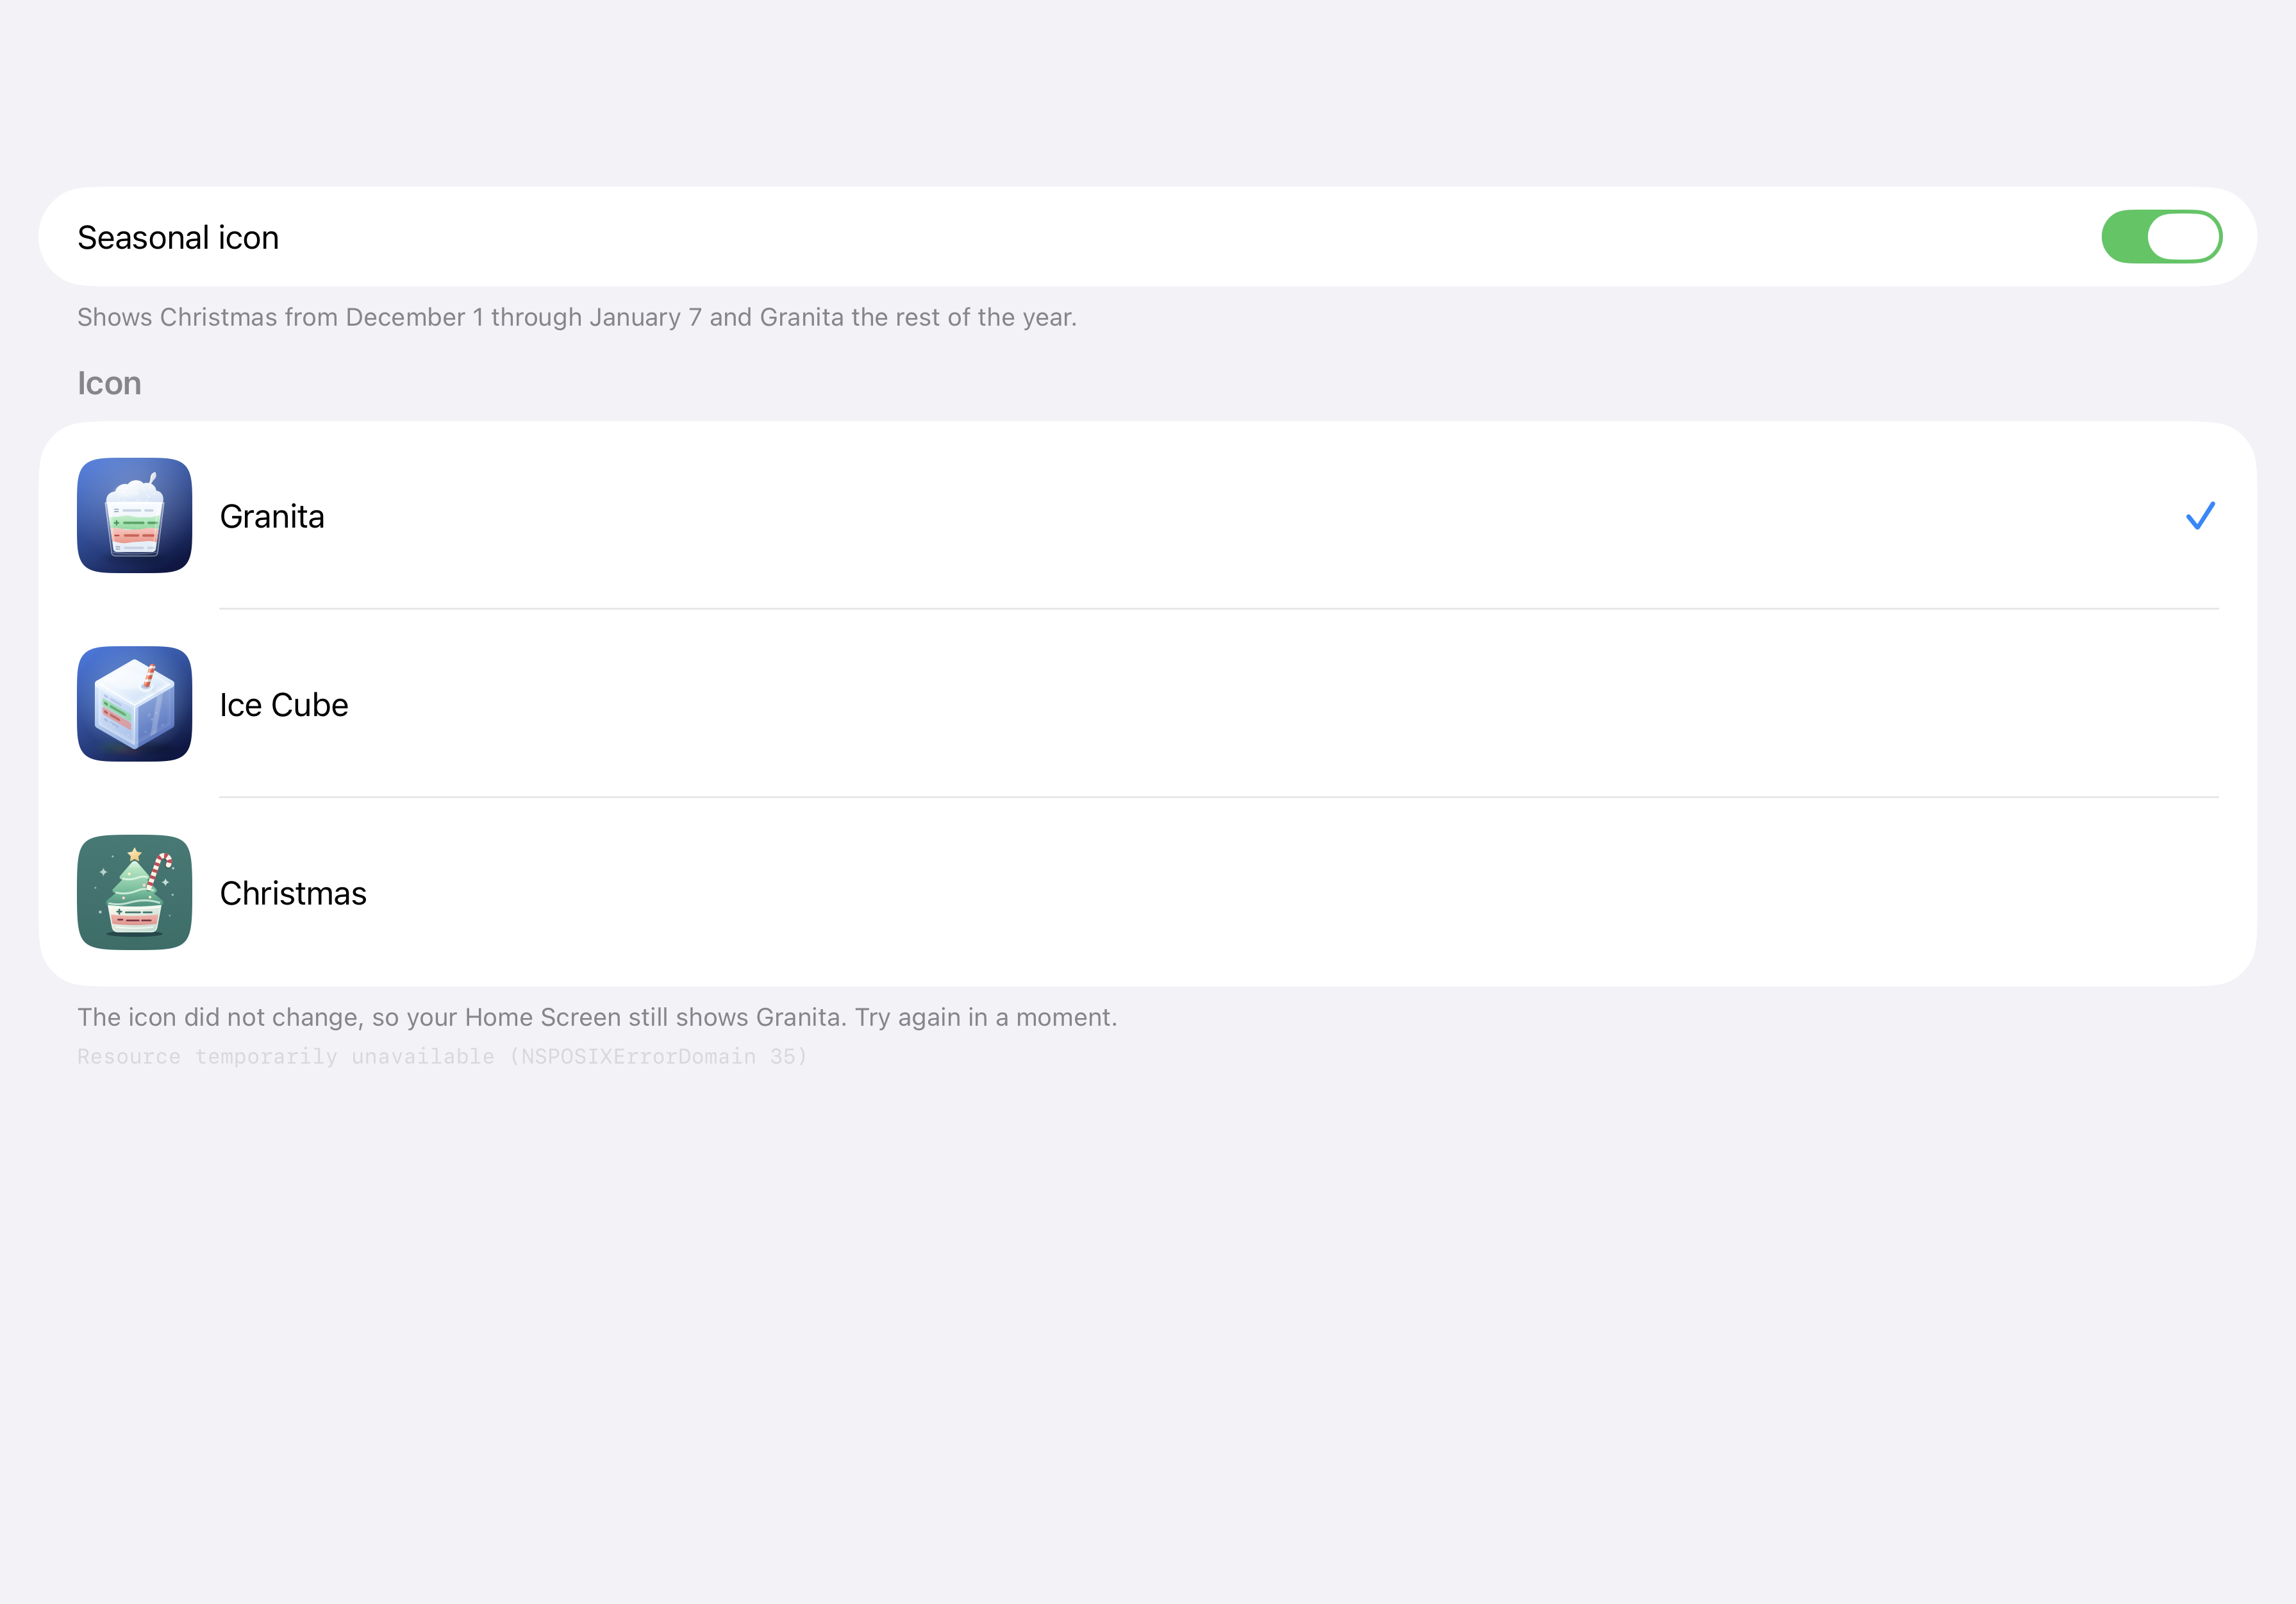 Seasonal icon
Shows Christmas from December 1 through January 7 and Granita the rest of the year.
Icon
Granita
Ice Cube
Christmas
The icon did not change, so your Home Screen still shows Granita. Try again in a moment.
Resource temporarily unavailable (NSPOSIXErrorDomain 35)